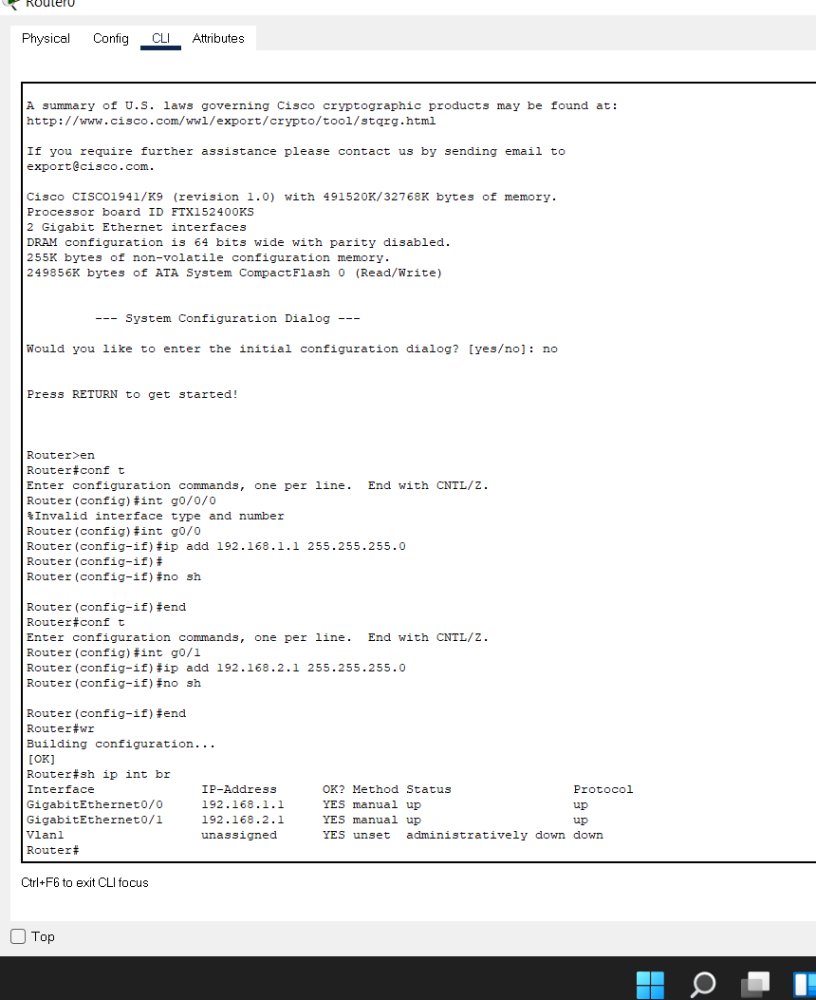 Router0
Physical Config CLI Attributes
A summary of U.S. laws governing Cisco cryptographic products may be found at:
http://www.cisco.com/wwl/export/crypto/tool/stqrg.html
If you require further assistance please contact us by sending email to
export@cisco.com.
Cisco CISCO1941/K9 (revision 1.0) with 491520K/32768K bytes of memory.
Processor board ID FTX152400KS
2 Gigabit Ethernet interfaces
DRAM configuration is 64 bits wide with parity disabled.
255K bytes of non-volatile configuration memory.
249856K bytes of ATA System CompactFlash 0 (Read/Write)
--- System Configuration Dialog ---
Would you like to enter the initial configuration dialog? [yes/no]: no
Press RETURN to get started!
Router>en
Router#conf t
Enter configuration commands, one per line.  End with CNTL/Z.
Router(config)#int g0/0/0
%Invalid interface type and number
Router(config)#int g0/0
Router(config-if)#ip add 192.168.1.1 255.255.255.0
Router(config-if)#
Router(config-if)#no sh
Router(config-if)#end
Router#conf t
Enter configuration commands, one per line.  End with CNTL/Z.
Router(config)#int g0/1
Router(config-if)#ip add 192.168.2.1 255.255.255.0
Router(config-if)#no sh
Router(config-if)#end
Router#wr
Building configuration...
[OK]
Router#sh ip int br
Interface IP-Address OK? Method Status Protocol
GigabitEthernet0/0 192.168.1.1 YES manual up up
GigabitEthernet0/1 192.168.2.1 YES manual up up
Vlan1 unassigned YES unset administratively down down
Router#
Ctrl+F6 to exit CLI focus
Top